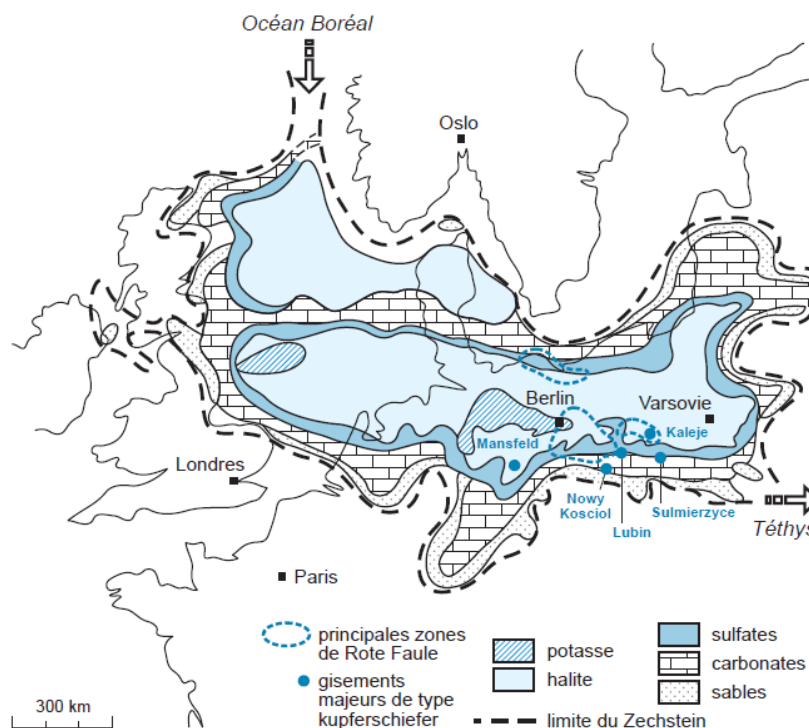 Océan Boréal
Oslo
Berlin
Varsovie
Mansfeld
Kaleje
Londres
Nowy
Kosciol
Sulmierzyce
Lubin
Téthys
Paris
principales zones
de Rote Faule
gisements
majeurs de type
kupferschiefer
potasse
halite
sulfates
carbonates
sables
300 km
limite du Zechstein